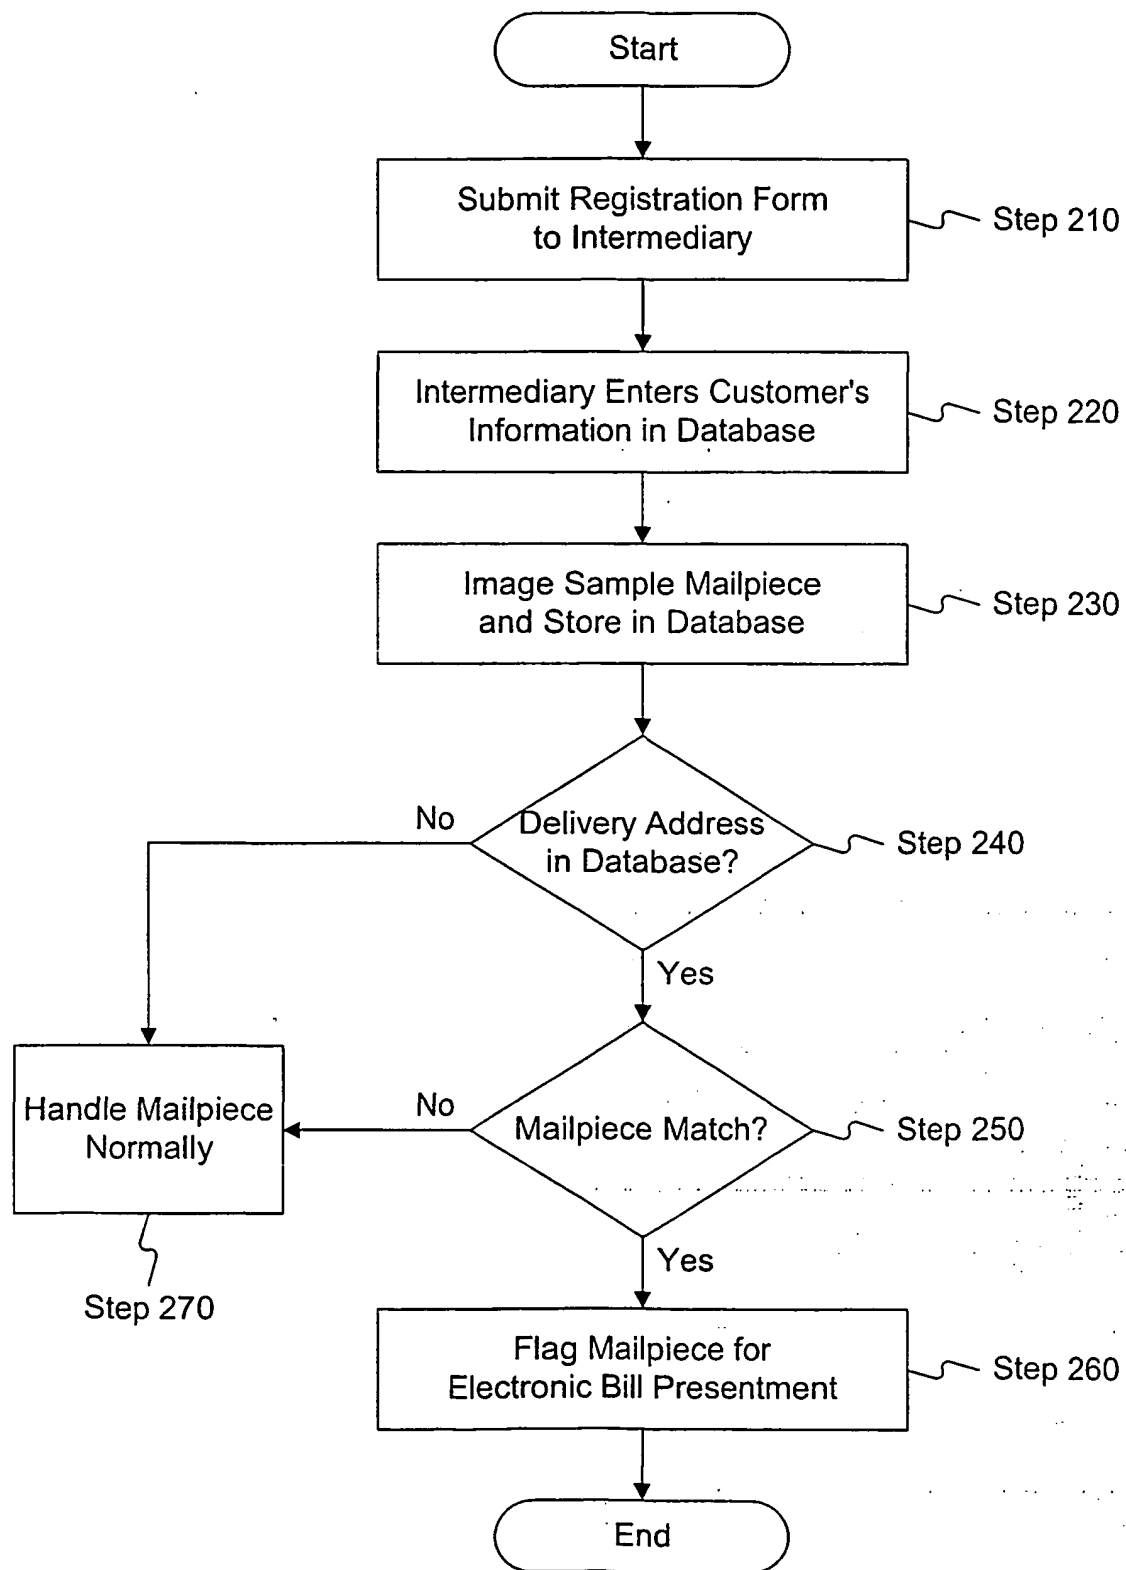 Start
Submit Registration Form
to Intermediary
Step 210
Intermediary Enters Customer's
Information in Database
Step 220
Image Sample Mailpiece
and Store in Database
Step 230
No
Delivery Address
in Database?
Step 240
Yes
Handle Mailpiece
Normally
No
Mailpiece Match?
Step 250
Yes
Step 270
Flag Mailpiece for
Electronic Bill Presentment
Step 260
End